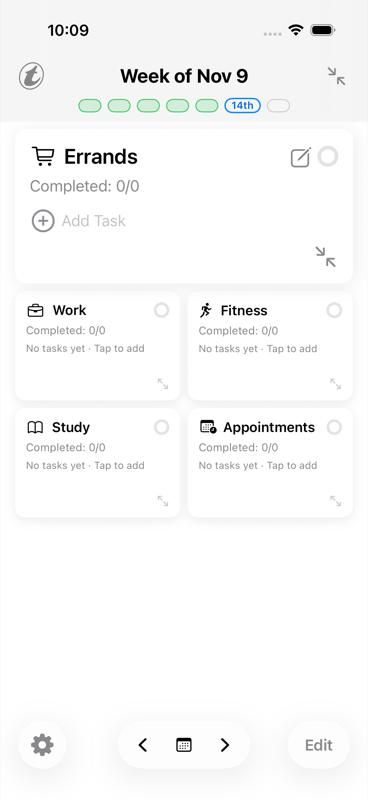 10:09
Week of Nov 9
14th
Errands
Completed: 0/0
Add Task
Work
Completed: 0/0
No tasks yet · Tap to add
Fitness
Completed: 0/0
No tasks yet · Tap to add
Study
Completed: 0/0
No tasks yet · Tap to add
Appointments
Completed: 0/0
No tasks yet · Tap to add
Edit